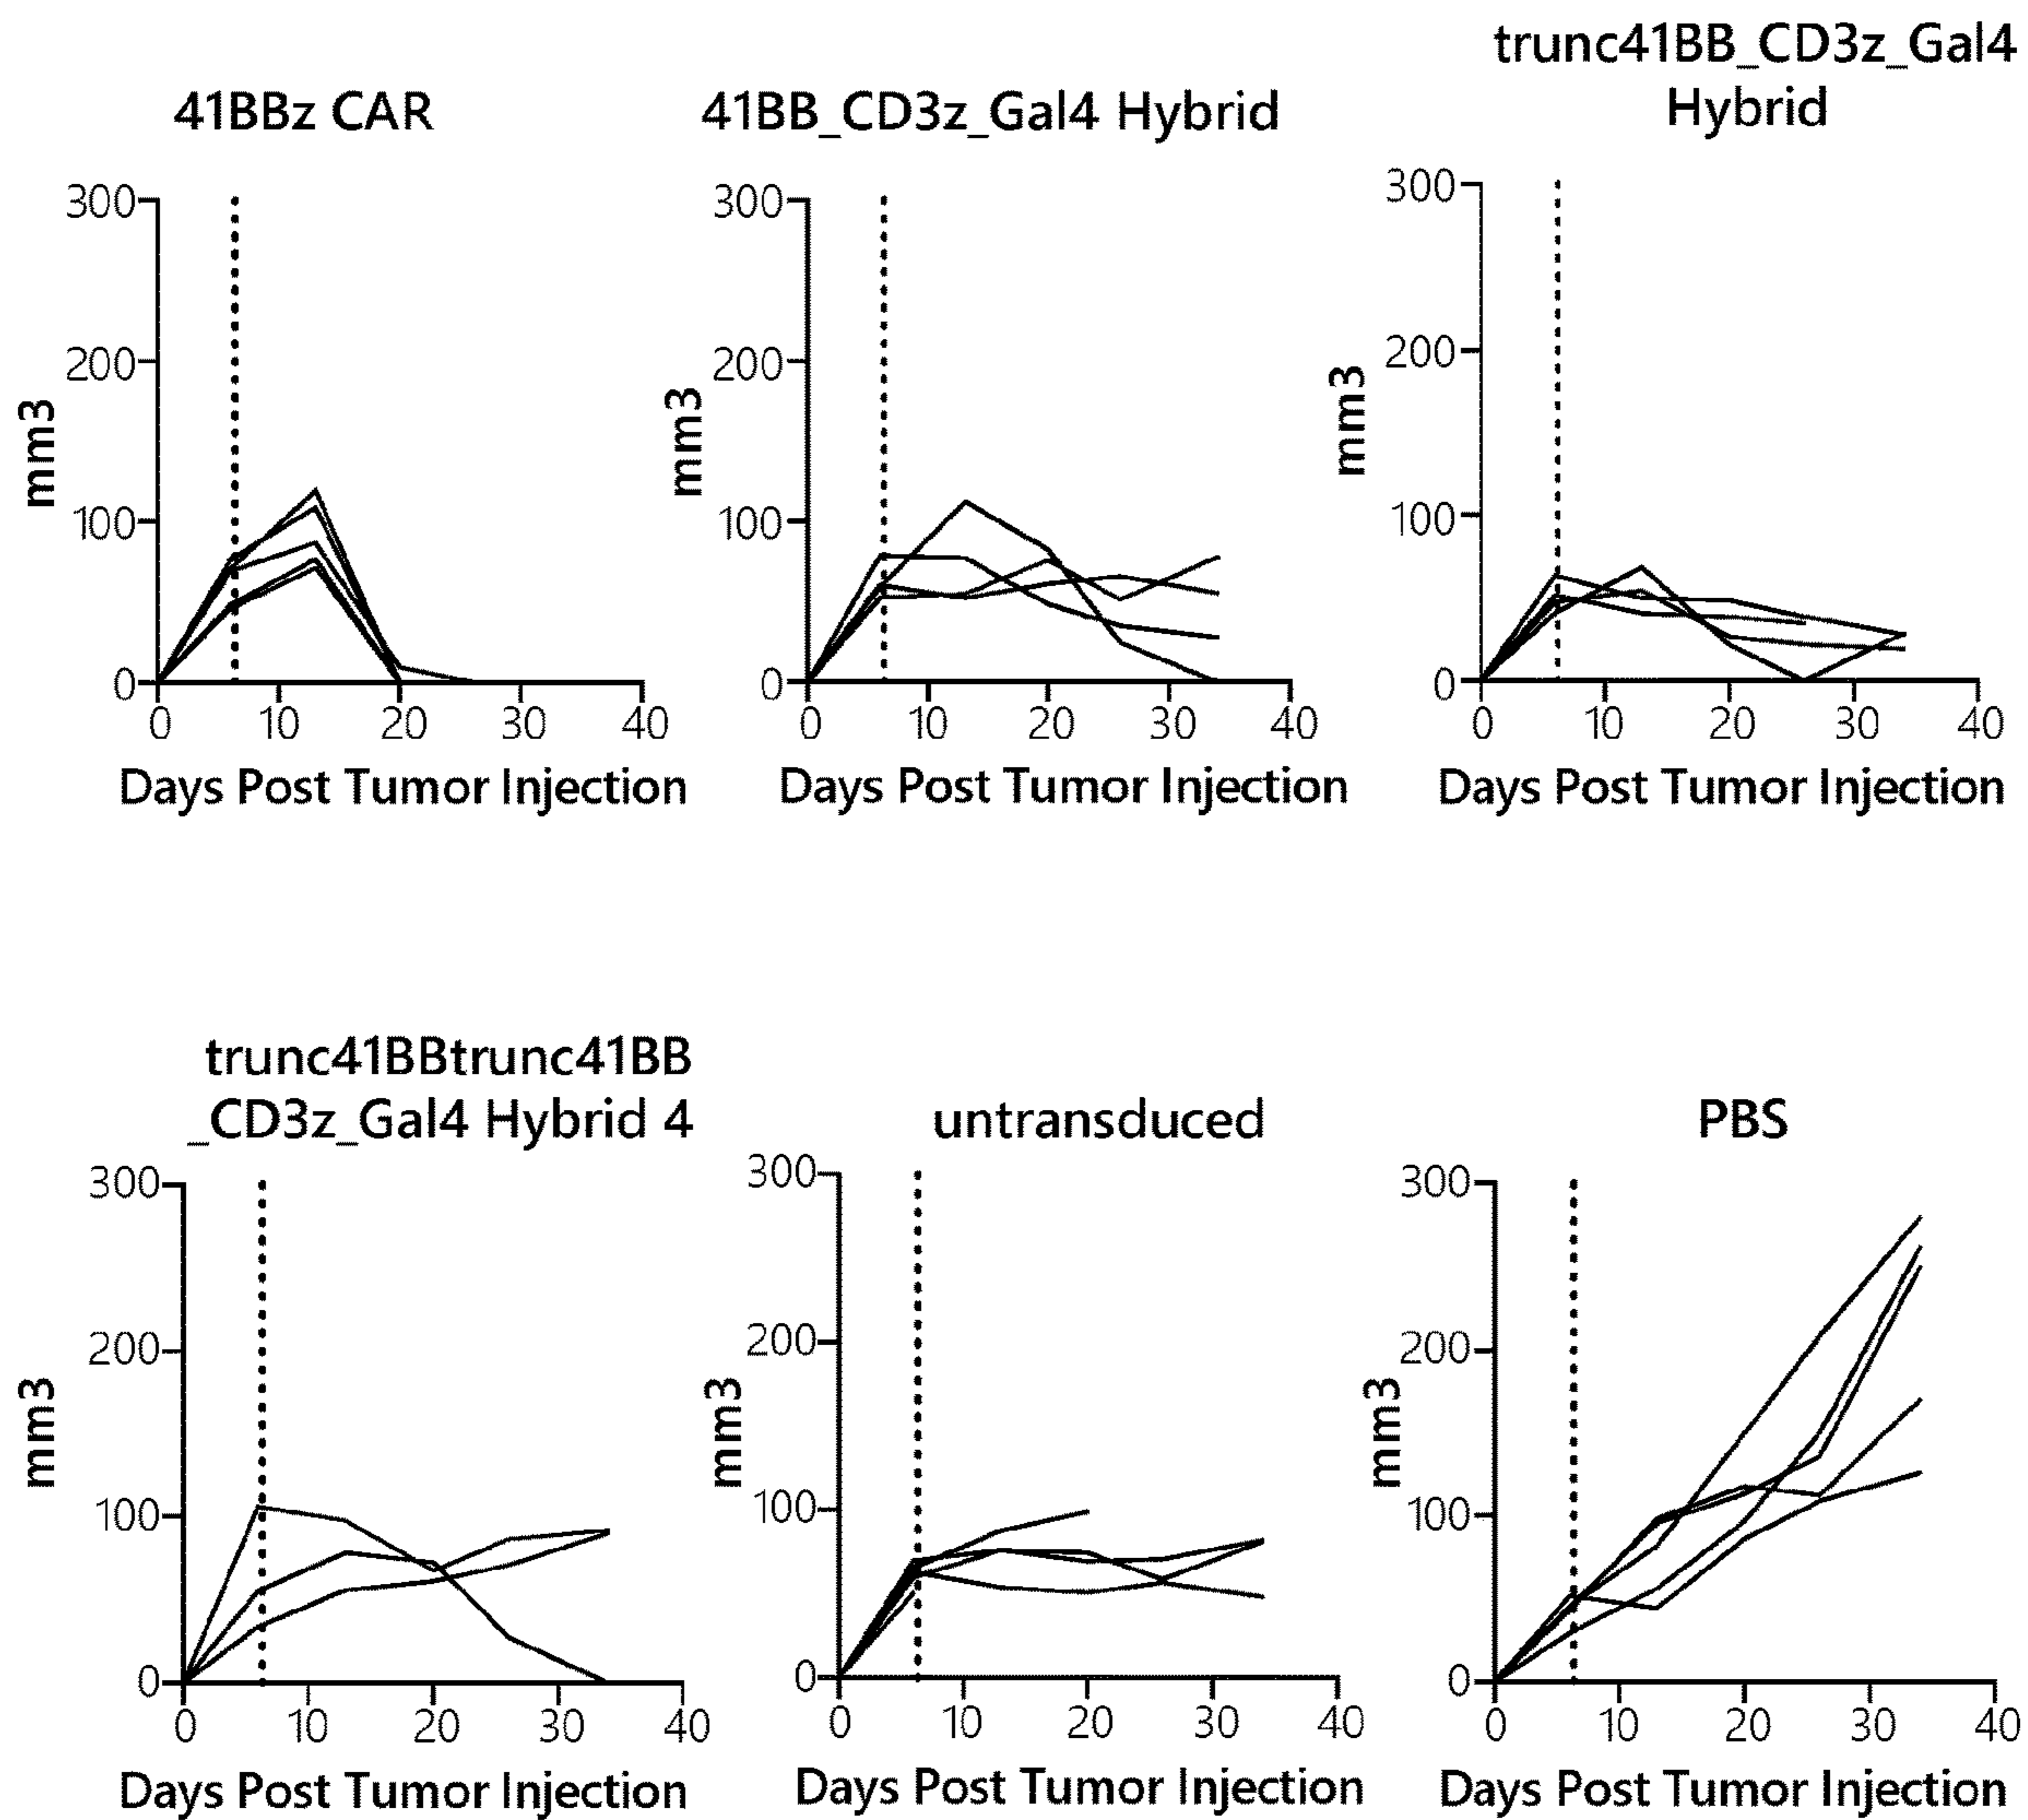 41BBz CAR
300
200
100
0
mm3
0 10 20 30 40
Days Post Tumor Injection
41BB_CD3z_Gal4 Hybrid
300
200
100
0
mm3
0 10 20 30 40
Days Post Tumor Injection
trunc41BB_CD3z_Gal4
Hybrid
300
200
100
0
mm3
0 10 20 30 40
Days Post Tumor Injection
trunc41BBtrunc41BB
_CD3z_Gal4 Hybrid 4
300
200
100
0
mm3
0 10 20 30 40
Days Post Tumor Injection
untransduced
300
200
100
0
mm3
0 10 20 30 40
Days Post Tumor Injection
PBS
300
200
100
0
mm3
0 10 20 30 40
Days Post Tumor Injection